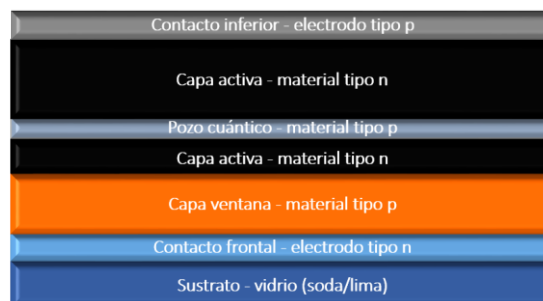 Contacto inferior - electrodo tipo p
Capa activa - material tipo n
Pozo cuántico - material tipo p
Capa activa - material tipo n
Capa ventana - material tipo p
Contacto frontal - electrodo tipo n
Sustrato - vidrio (soda/lima)